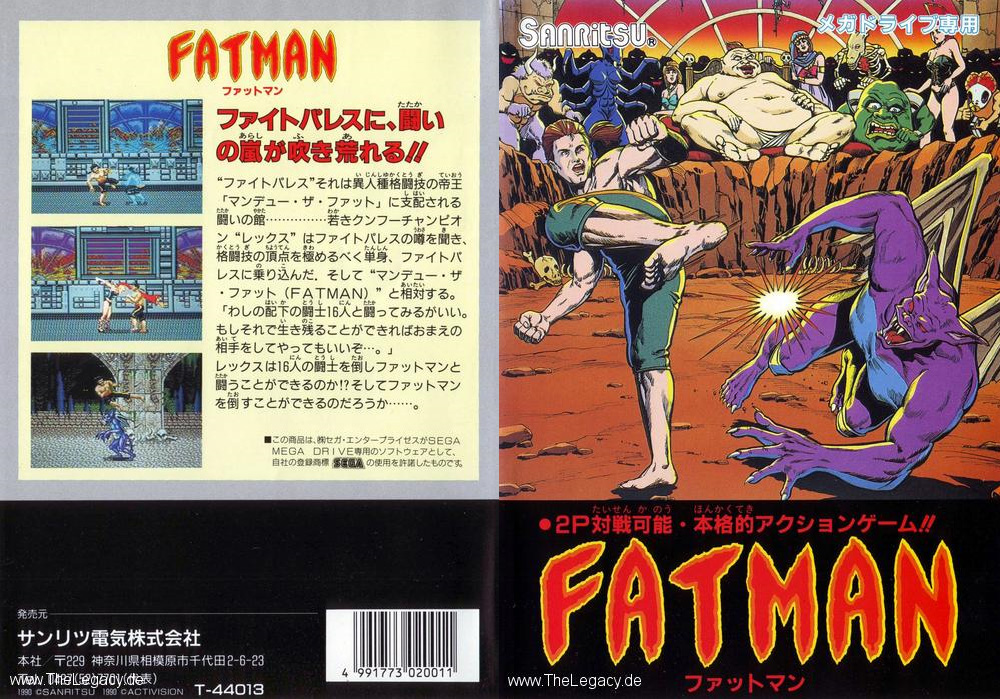 FATMAN
ファットマン
ファイトパレスに、闘い
の嵐が吹き荒れる!!
“ファイトパレス”それは異人種格闘技の帝王
「マンデュー・ザ・ファット」に支配される
闘いの館…………若きクンフーチャンピオ
ン“レックス”はファイトパレスの噂を聞き、
格闘技の頂点を極めるべく単身、ファイトパ
レスに乗り込んだ、そして“マンデュー・ザ
・ファット(FATMAN)”と相対する。
「わしの配下の闘士16人と闘ってみるがいい。
もしそれで生き残ることができればおまえの
相手をしてやってもいいぞ…。」
レックスは16人の闘士を倒しファットマンと
闘うことができるのか!?そしてファットマン
を倒すことができるのだろうか……。
■この商品は、㈱セガ・エンタープライゼスがSEGA
MEGA DRIVE専用のソフトウェアとして、
自社の登録商標 SEGA の使用を許諾したものです。
発売元
サンリツ電気株式会社
本社 〒229 神奈川県相模原市千代田2-6-23
www.TheLegacy.de
1990 ©SANRITSU 1990 ©ACTIVISION T-44013
4 991773 020011
SANRITSU®
メガドライブ専用
●2P対戦可能・本格的アクションゲーム!!
FATMAN
ファットマン
www.TheLegacy.de